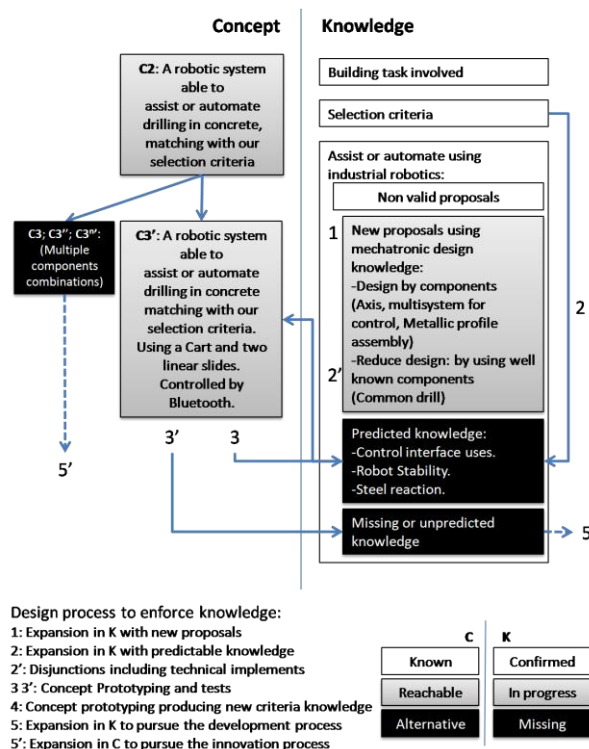 Concept
Knowledge
C2: A robotic system
able to
assist or automate
drilling in concrete,
matching with our
selection criteria
Building task involved
Selection criteria
Assist or automate using
industrial robotics:
Non valid proposals
C3; C3''; C3''':
(Multiple
components
combinations)
C3': A robotic system
able to
assist or automate
drilling in concrete
matching with our
selection criteria.
Using a Cart and two
linear slides.
Controlled by
Bluetooth.
1
New proposals using
mechatronic design
knowledge:
-Design by components
(Axis, multisystem for
control, Metallic profile
assembly)
-Reduce design: by using well
known components
(Common drill)
2'
2
3'
3
5'
Predicted knowledge:
-Control interface uses.
-Robot Stability.
-Steel reaction.
Missing or unpredicted
knowledge
5
Design process to enforce knowledge:
1: Expansion in K with new proposals
2: Expansion in K with predictable knowledge
2': Disjunctions including technical implements
3 3': Concept Prototyping and tests
4: Concept prototyping producing new criteria knowledge
5: Expansion in K to pursue the development process
5': Expansion in C to pursue the innovation process
C
K
Known
Confirmed
Reachable
In progress
Alternative
Missing